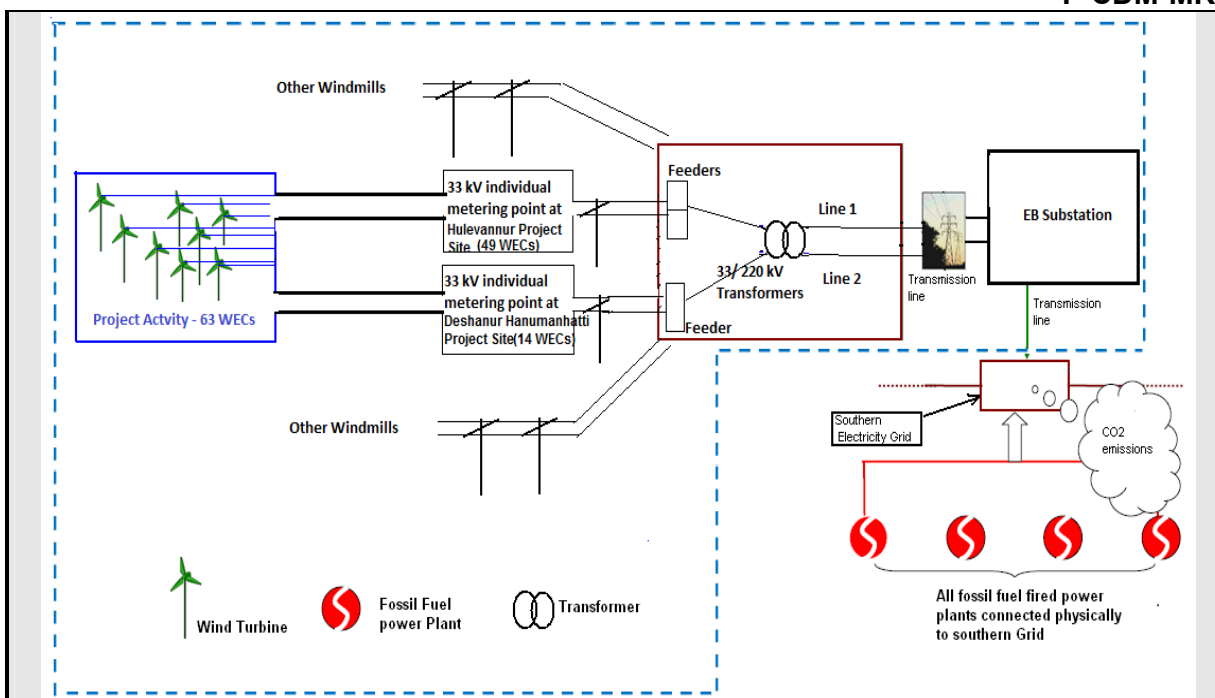 Other Windmills
Feeders
33 kV individual
metering point at
Hulevannur Project
Site (49 WECs)
Line 1
EB Substation
33 kV individual
metering point at
Deshanur Hanumanhatti
Project Site(14 WECs)
33/ 220 kV
Transformers
Line 2
Transmission
line
Project Actvity - 63 WECs
Feeder
Transmission
line
Other Windmills
Southern
Electricity Grid
CO2
emissions
Wind Turbine
Fossil Fuel
power Plant
Transformer
All fossil fuel fired power
plants connected physically
to southern Grid